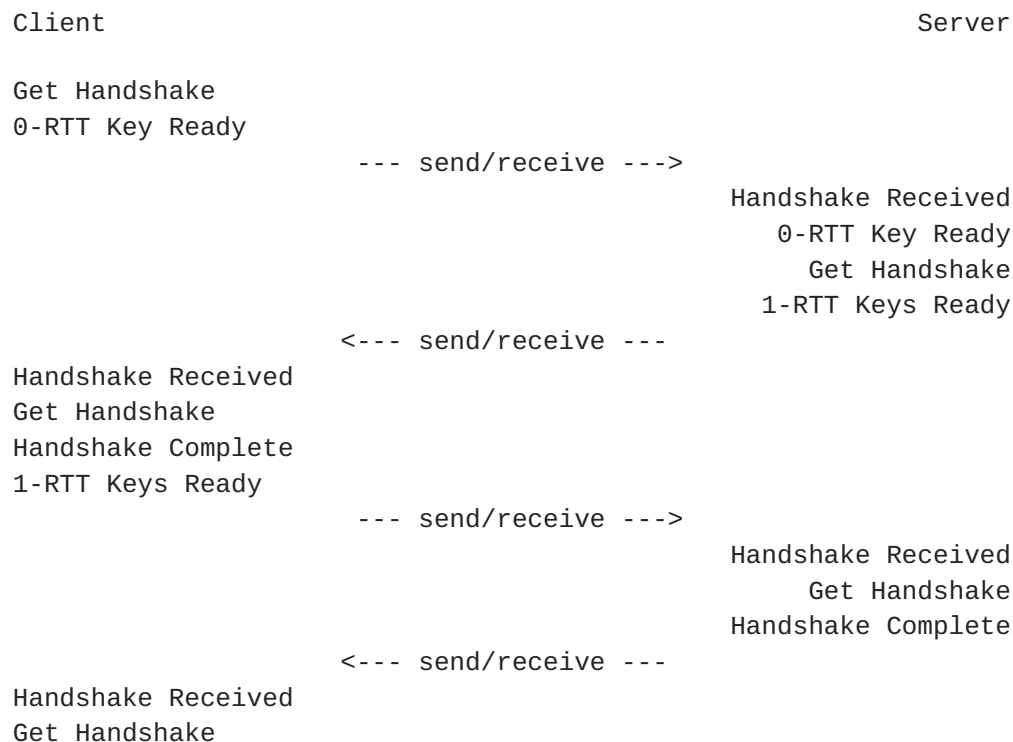 Client                                                    Server
Get Handshake
0-RTT Key Ready
--- send/receive --->
Handshake Received
0-RTT Key Ready
Get Handshake
1-RTT Keys Ready
<--- send/receive ---
Handshake Received
Get Handshake
Handshake Complete
1-RTT Keys Ready
--- send/receive --->
Handshake Received
Get Handshake
Handshake Complete
<--- send/receive ---
Handshake Received
Get Handshake